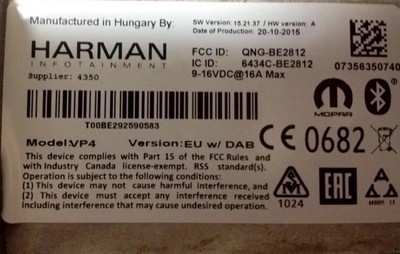 Manufactured in Hungary By:
SW Version: 15.21.37 / HW version: A
Date of Production: 20-10-2015
HARMAN
INFOTAINMENT
Supplier: 4350
FCC ID: QNG-BE2812
IC ID: 6434C-BE2812
9-16VDC@16A Max
07356350740
T00BE292590583
MOPAR
Model:VP4 Version:EU w/ DAB
CE 0682
This device complies with Part 15 of the FCC Rules and
with Industry Canada license-exempt. RSS standard(s).
Operation is subject to the following conditions:
(1) This device may not cause harmful interference, and
(2) This device must accept any interference
including interference that may cause undesired operation.
1024
EAC